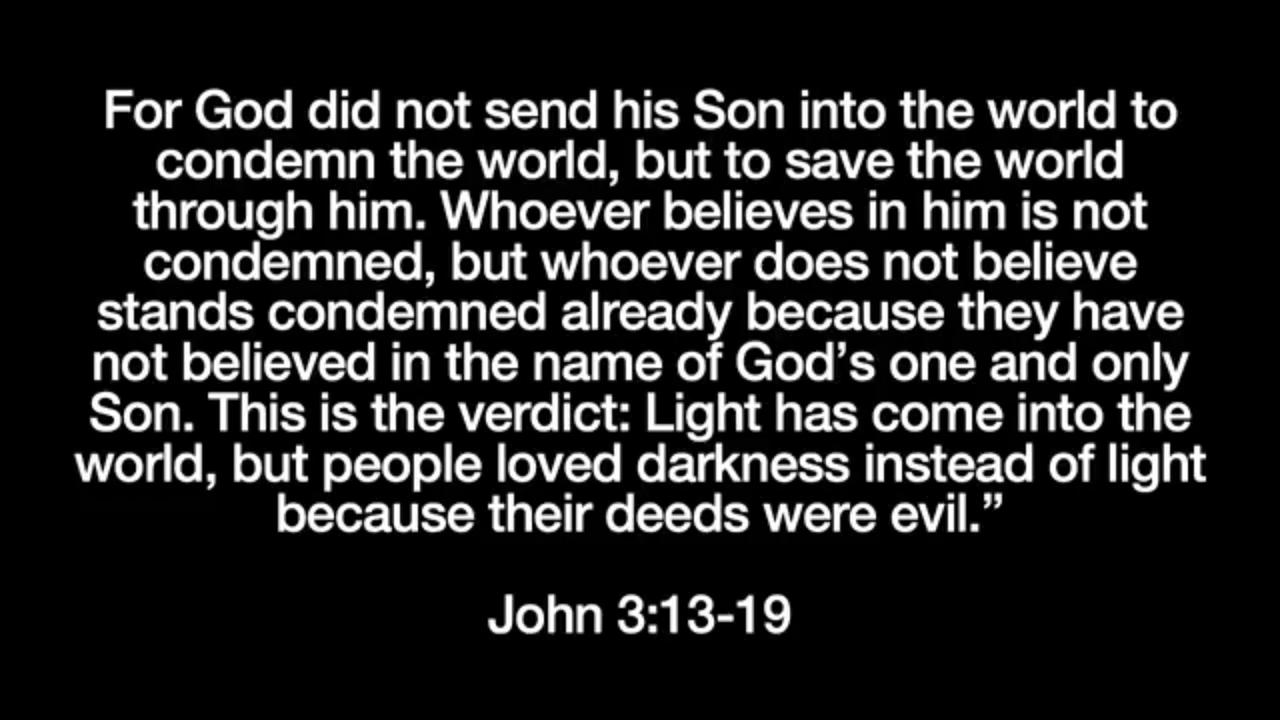 For God did not send his Son into the world to
condemn the world, but to save the world
through him. Whoever believes in him is not
condemned, but whoever does not believe
stands condemned already because they have
not believed in the name of God’s one and only
Son. This is the verdict: Light has come into the
world, but people loved darkness instead of light
because their deeds were evil.”
John 3:13-19